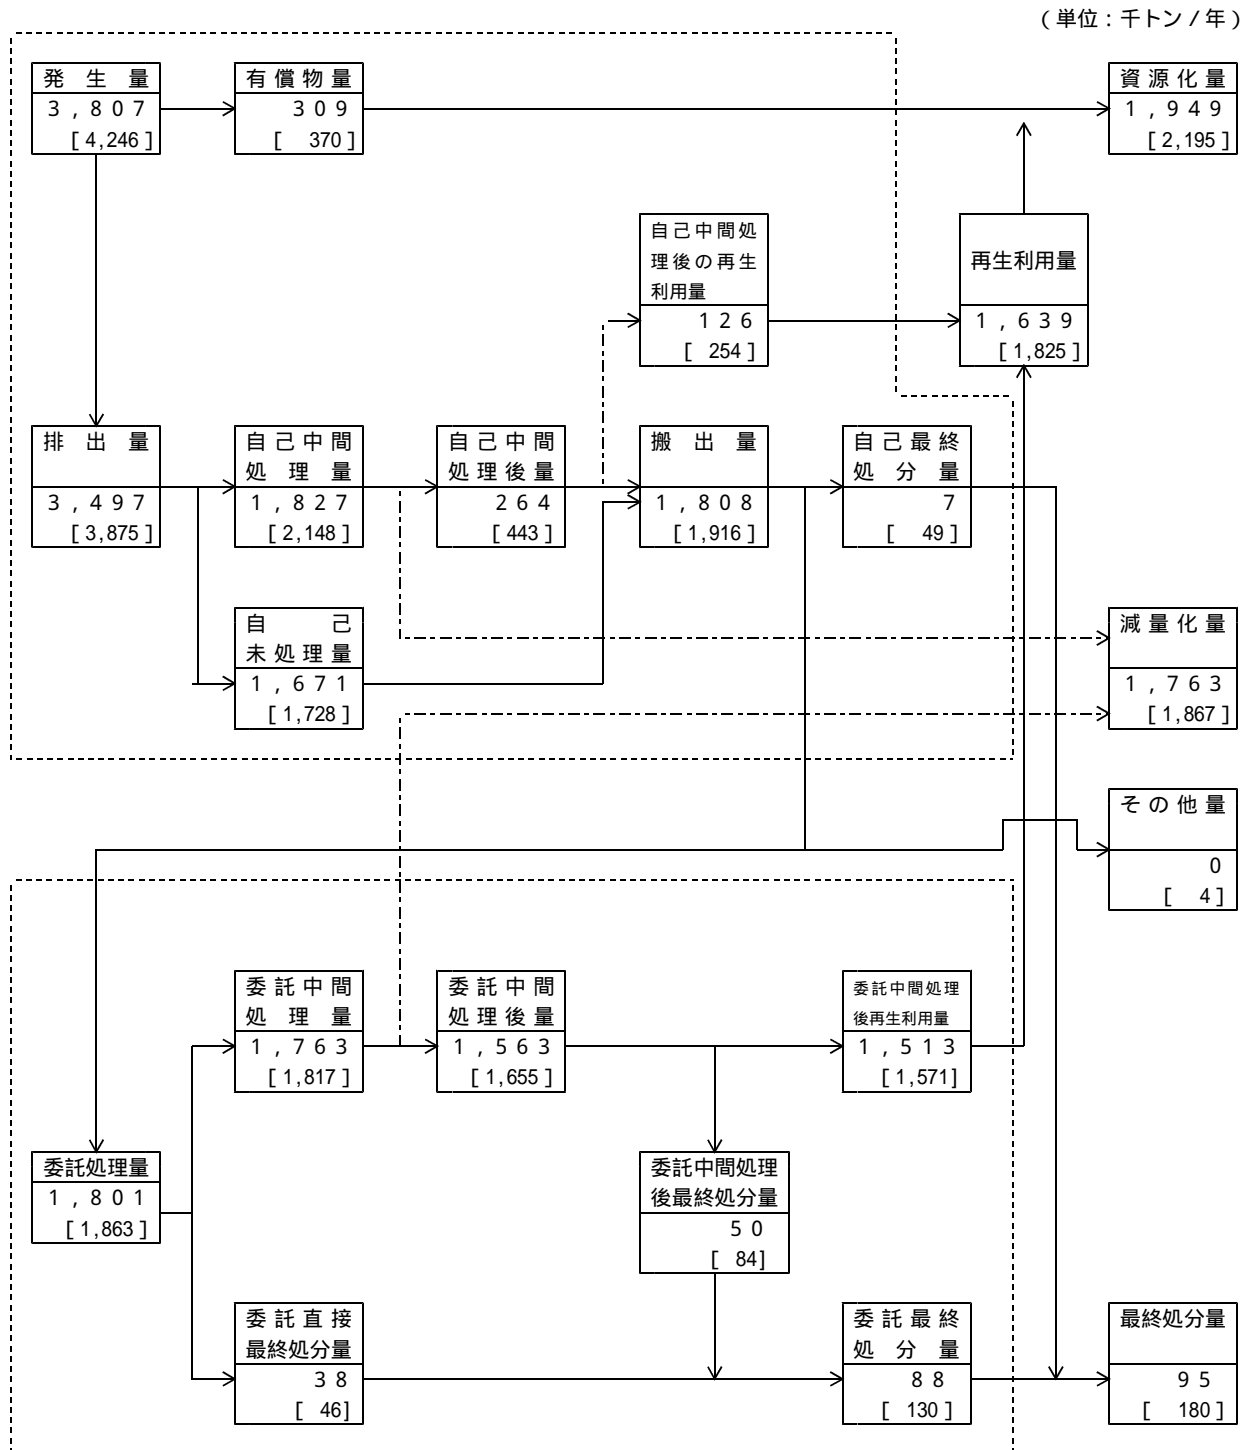 （単位：千トン／年）
発生量
3,807
[4,246]
有償物量
309
[ 370]
資源化量
1,949
[2,195]
自己中間処
理後の再生
利用量
126
[ 254]
再生利用量
1,639
[1,825]
排出量
3,497
[3,875]
自己中間
処理量
1,827
[2,148]
自己中間
処理後量
264
[443]
搬出量
1,808
[1,916]
自己最終
処分量
7
[ 49]
自己
未処理量
1,671
[1,728]
減量化量
1,763
[1,867]
その他量
0
[ 4]
委託中間
処理量
1,763
[1,817]
委託中間
処理後量
1,563
[1,655]
委託中間処理
後再生利用量
1,513
[1,571]
委託処理量
1,801
[1,863]
委託中間処理
後最終処分量
50
[ 84]
委託直接
最終処分量
38
[ 46]
委託最終
処分量
88
[ 130]
最終処分量
95
[ 180]